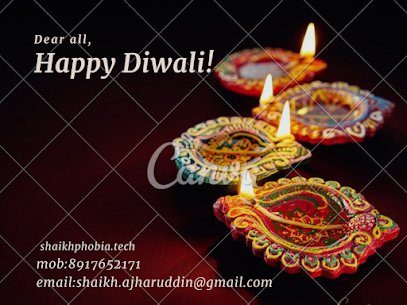 Dear all,
Happy Diwali!
Canva
shaikhphobia.tech
mob:8917652171
email:shaikh.ajharuddin@gmail.com